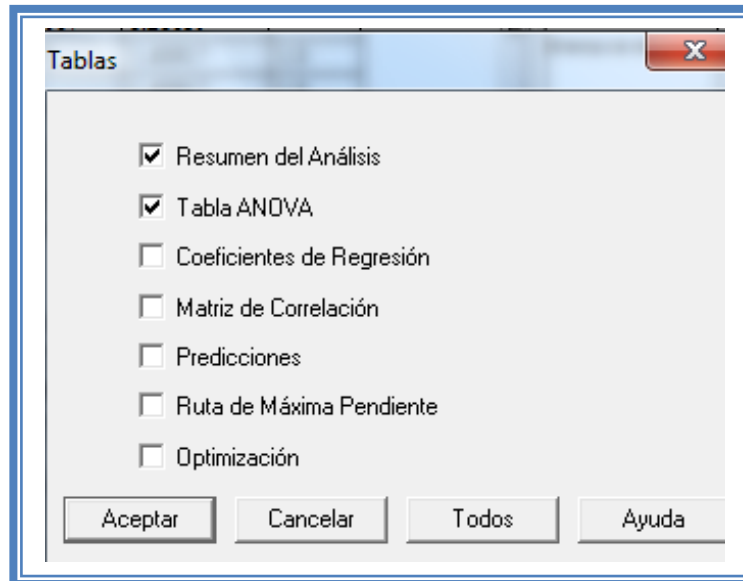 Tablas
Resumen del Análisis
Tabla ANOVA
Coeficientes de Regresión
Matriz de Correlación
Predicciones
Ruta de Máxima Pendiente
Optimización
Aceptar Cancelar Todos Ayuda